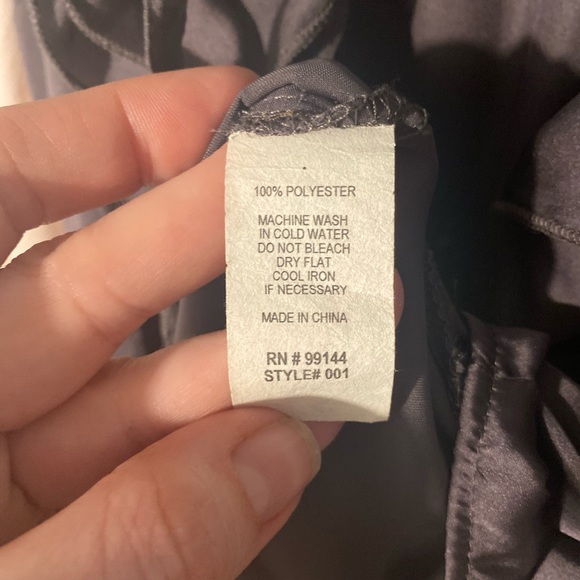 100% POLYESTER
MACHINE WASH
IN COLD WATER
DO NOT BLEACH
DRY FLAT
COOL IRON
IF NECESSARY
MADE IN CHINA
RN # 99144
STYLE# 001